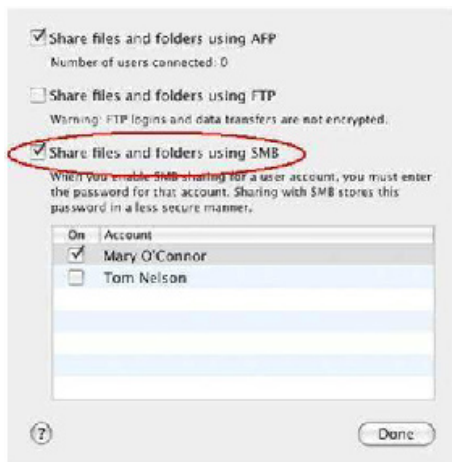 Share files and folders using AFP
Number of users connected: 0
Share files and folders using FTP
Warning: FTP logins and data transfers are not encrypted.
Share files and folders using SMB
When you enable SMB sharing for a user account, you must enter
the password for that account. Sharing with SMB stores this
password in a less secure manner.
On Account
Mary O'Connor
Tom Nelson
? Done